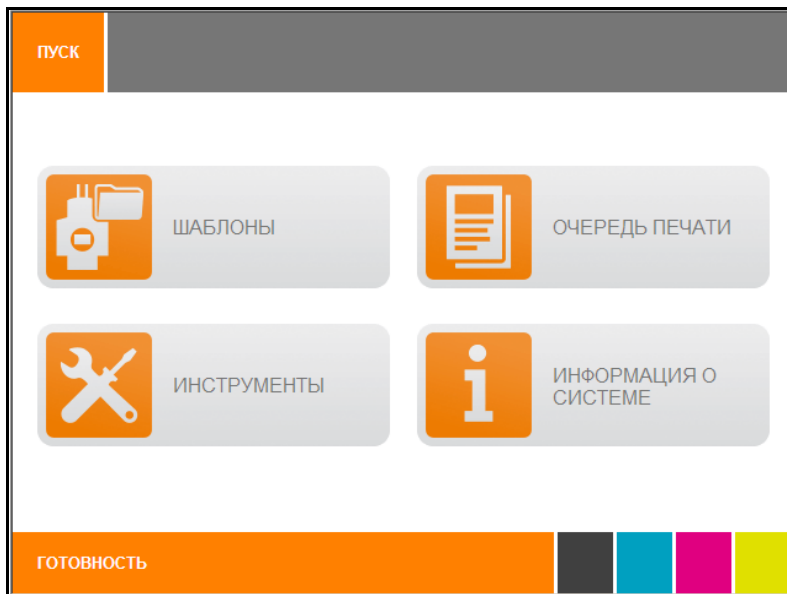 ПУСК
ШАБЛОНЫ
ОЧЕРЕДЬ ПЕЧАТИ
ИНСТРУМЕНТЫ
ИНФОРМАЦИЯ О
СИСТЕМЕ
ГОТОВНОСТЬ